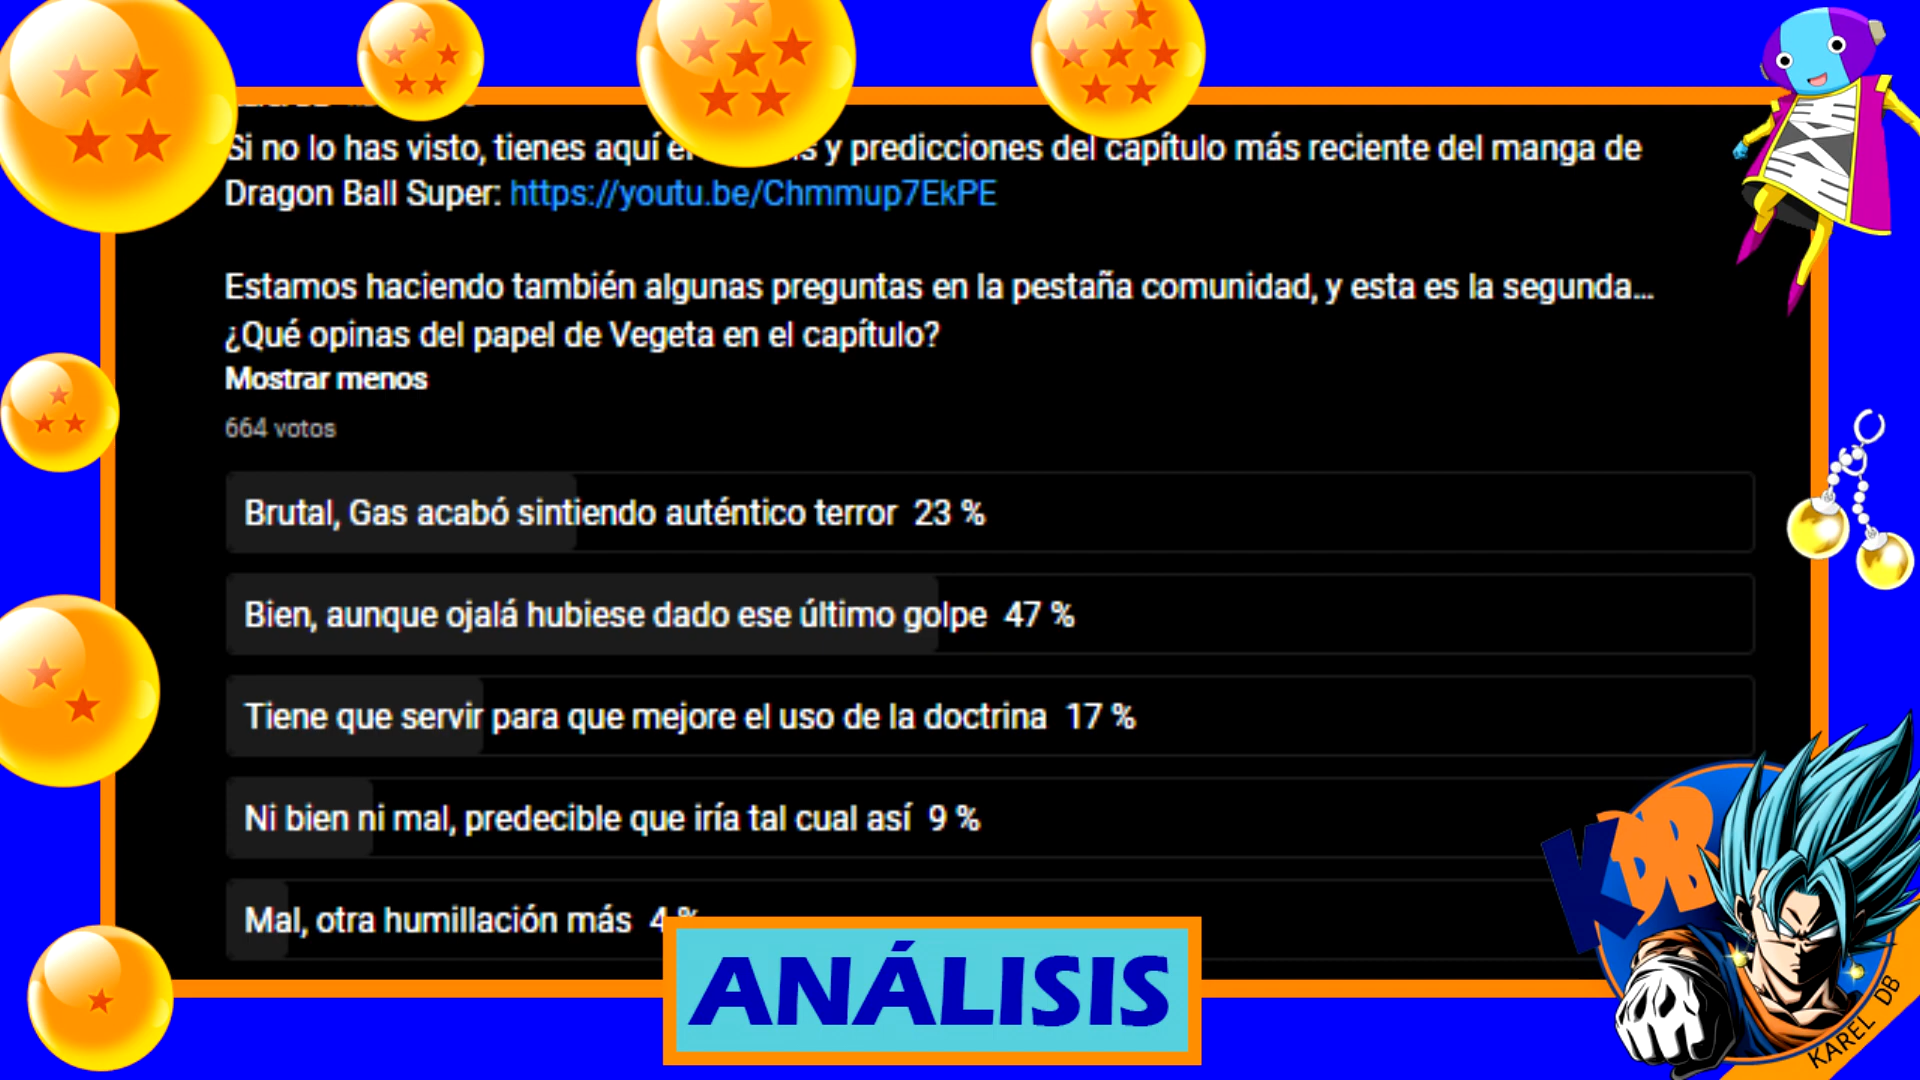 Si no lo has visto, tienes aquí y predicciones del capítulo más reciente del manga de
Dragon Ball Super: https://youtu.be/Chmmup7EkPE
Estamos haciendo también algunas preguntas en la pestaña comunidad, y esta es la segunda...
¿Qué opinas del papel de Vegeta en el capítulo?
Mostrar menos
664 votos
Brutal, Gas acabó sintiendo auténtico terror 23 %
Bien, aunque ojalá hubiese dado ese último golpe 47 %
Tiene que servir para que mejore el uso de la doctrina 17 %
Ni bien ni mal, predecible que iría tal cual así 9 %
Mal, otra humillación más 4 %
KDB
KAREL DB
ANÁLISIS